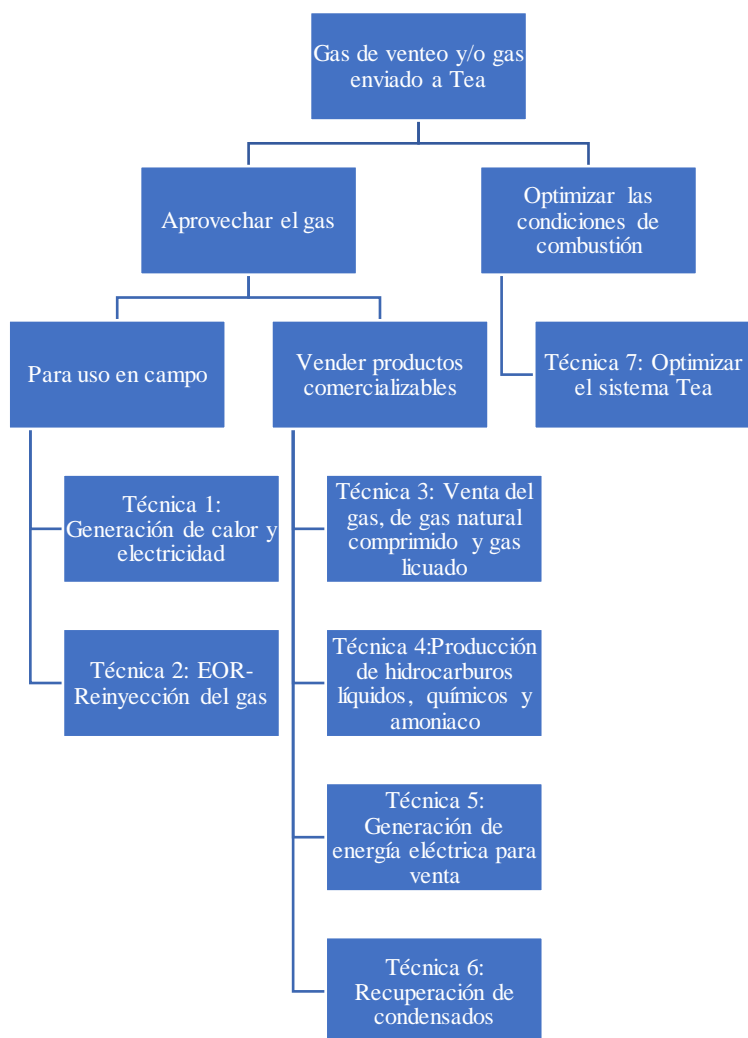 Gas de venteo y/o gas
enviado a Tea
Aprovechar el gas
Optimizar las
condiciones de
combustión
Para uso en campo
Vender productos
comercializables
Técnica 7: Optimizar
el sistema Tea
Técnica 1:
Generación de calor y
electricidad
Técnica 3: Venta del
gas, de gas natural
comprimido y gas
licuado
Técnica 2: EOR-
Reinyección del gas
Técnica 4:Producción
de hidrocarburos
líquidos, químicos y
amoniaco
Técnica 5:
Generación de
energía eléctrica para
venta
Técnica 6:
Recuperación de
condensados